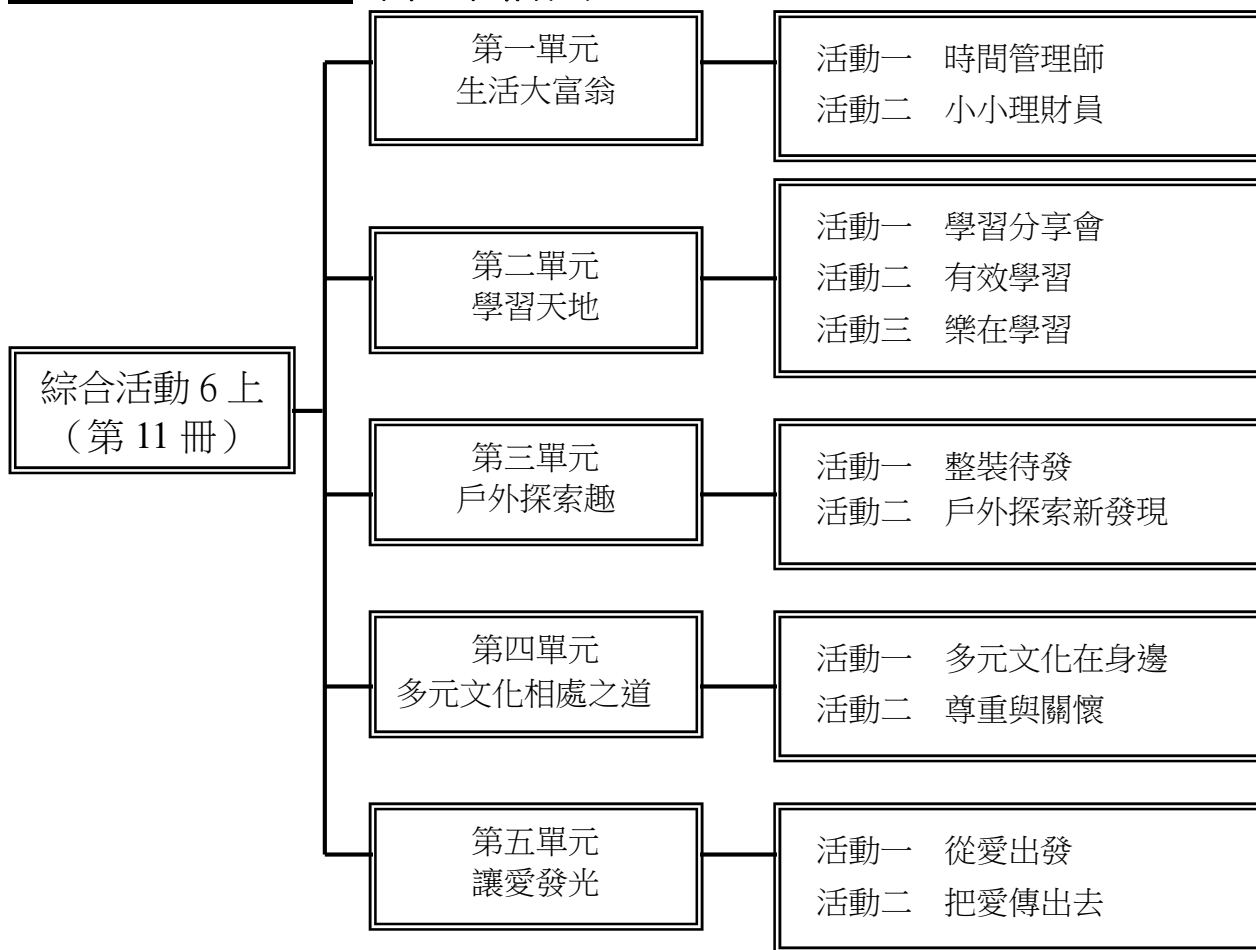 綜合活動 6 上
（第 11 冊）
第一單元
生活大富翁
活動一　時間管理師
活動二　小小理財員
第二單元
學習天地
活動一　學習分享會
活動二　有效學習
活動三　樂在學習
第三單元
戶外探索趣
活動一　整裝待發
活動二　戶外探索新發現
第四單元
多元文化相處之道
活動一　多元文化在身邊
活動二　尊重與關懷
第五單元
讓愛發光
活動一　從愛出發
活動二　把愛傳出去